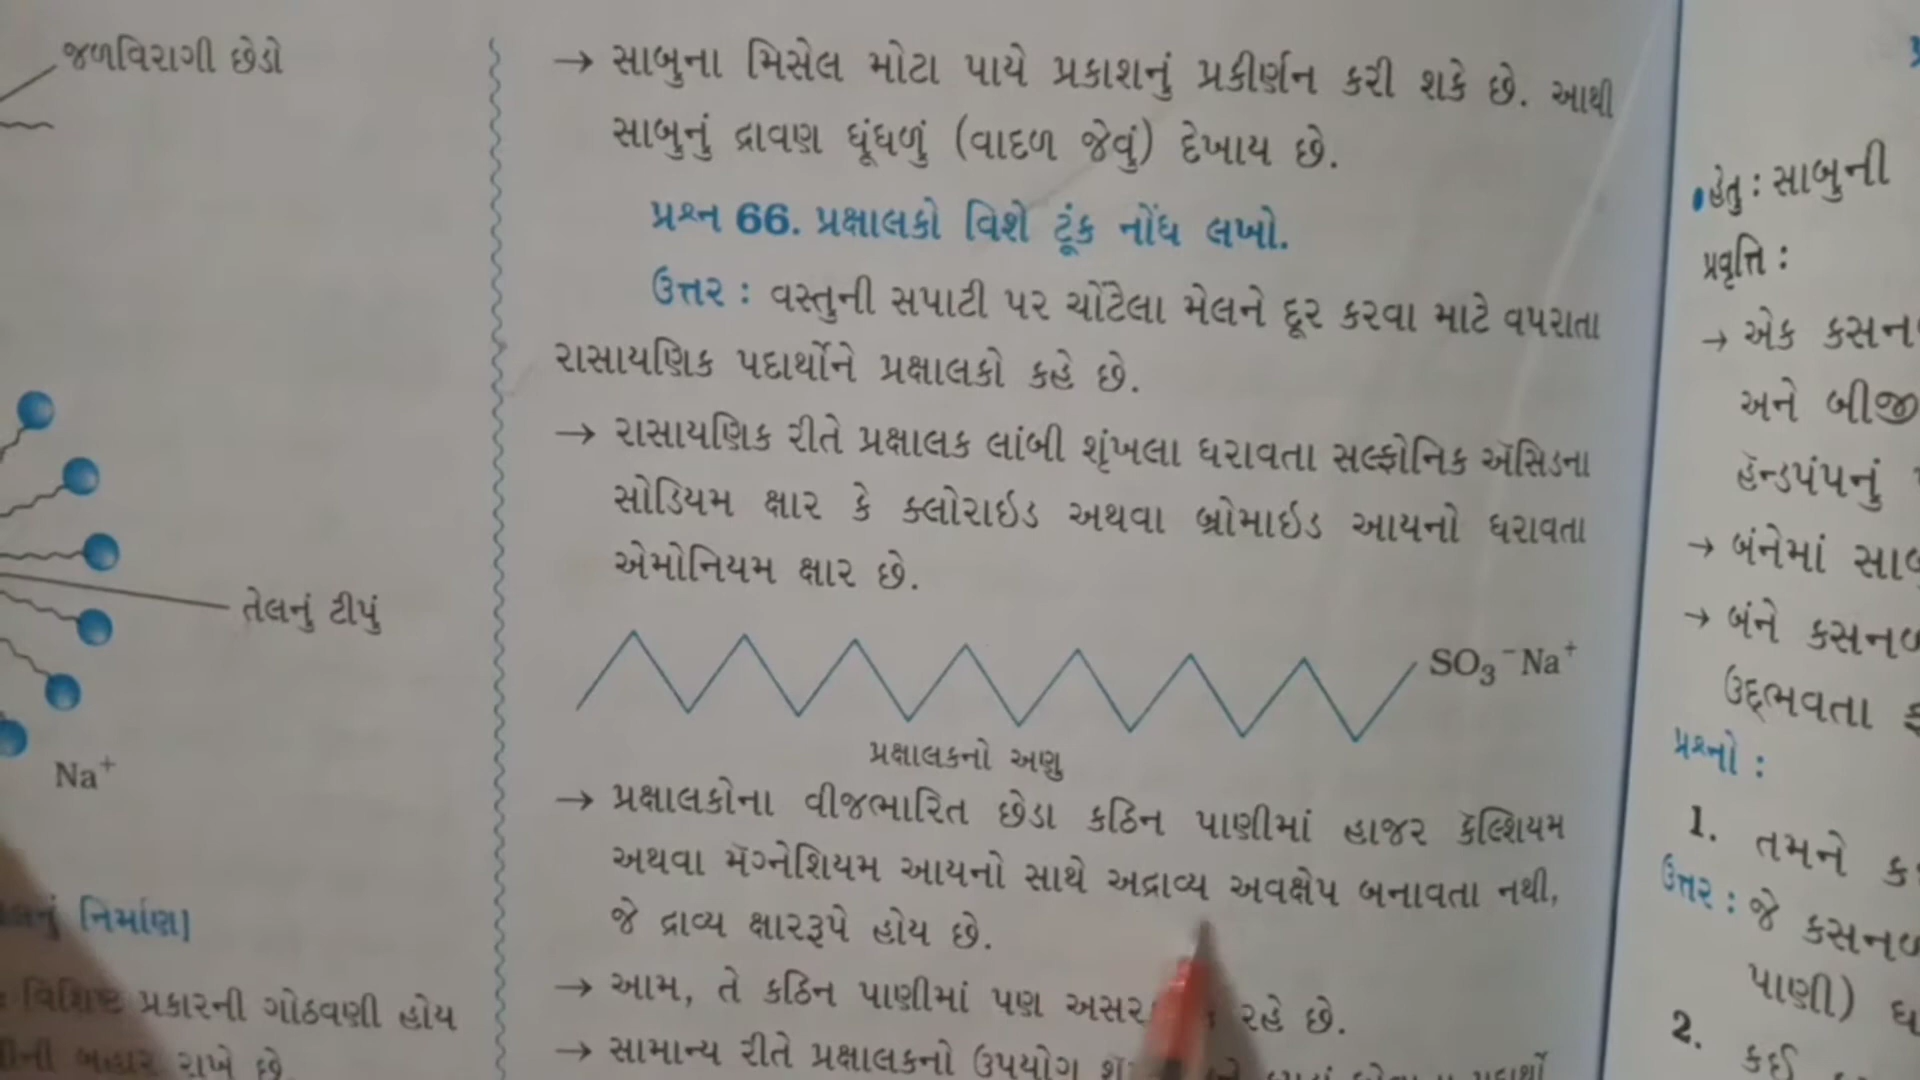 જળવિરાગી છેડો
તેલનું ટીપું
Na⁺
નિર્માણ]
વિશિષ્ટ પ્રકારની ગોઠવણી હોય
બહાર રાખે છે.
→ સાબુના મિસેલ મોટા પાયે પ્રકાશનું પ્રકીર્ણન કરી શકે છે. આથી
સાબુનું દ્રાવણ ધૂંધળું (વાદળ જેવું) દેખાય છે.
પ્રશ્ન 66. પ્રક્ષાલકો વિશે ટૂંક નોંધ લખો.
ઉત્તર : વસ્તુની સપાટી પર ચોંટેલા મેલને દૂર કરવા માટે વપરાતા
રાસાયણિક પદાર્થોને પ્રક્ષાલકો કહે છે.
→ રાસાયણિક રીતે પ્રક્ષાલક લાંબી શૃંખલા ધરાવતા સલ્ફોનિક ઍસિડના
સોડિયમ ક્ષાર કે ક્લોરાઇડ અથવા બ્રોમાઇડ આયનો ધરાવતા
એમોનિયમ ક્ષાર છે.
SO₃⁻Na⁺
પ્રક્ષાલકનો અણુ
→ પ્રક્ષાલકોના વીજભારિત છેડા કઠિન પાણીમાં હાજર કૅલ્શિયમ
અથવા મૅગ્નેશિયમ આયનો સાથે અદ્રાવ્ય અવક્ષેપ બનાવતા નથી,
જે દ્રાવ્ય ક્ષારરૂપે હોય છે.
→ આમ, તે કઠિન પાણીમાં પણ રહે છે.
→ સામાન્ય રીતે પ્રક્ષાલકનો ઉપયોગ
• હેતુ : સાબુની
પ્રવૃત્તિ :
→ એક
અને બીજી
હૅન્ડપંપનું
→ બંનેમાં
→ બંને
ઉદ્ભવતા
પ્રશ્નો :
1. તમને
ઉત્તર : જે
પાણી)
2. કઈ